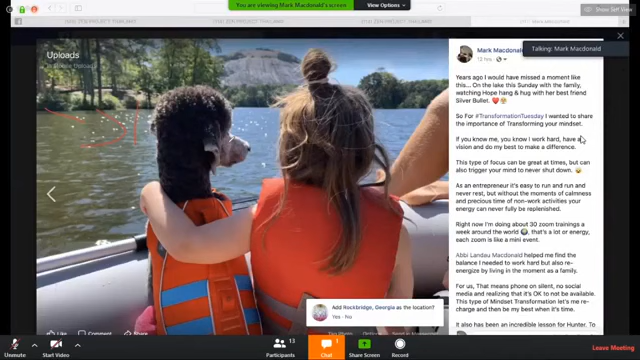 You are viewing Mark Macdonald's screen
View Options
Show Self View
Talking: Mark Macdonald
Uploads
Mark Macdonald
12 hrs
Years ago I would have missed a moment like
this... On the lake this Sunday with the family,
watching Hope hang & hug with her best friend
Silver Bullet.
So For #TransformationTuesday I wanted to share
the importance of Transforming your mindset.
If you know me, you know I work hard, have a
vision and do my best to make a difference.
This type of focus can be great at times, but can
also trigger your mind to never shut down.
As an entrepreneur it's easy to run and run and
never rest, but without the moments of calmness
and precious time of non-work activities your
energy can never fully be replenished.
Right now I'm doing about 30 zoom trainings a
week around the world, that's a lot or energy,
each zoom is like a mini event.
Abbi Landau Macdonald helped me find the
balance I needed to work hard but also re-
energize by living in the moment as a family.
For us, That means phone on silent, no social
media and realizing that it's OK to not be available.
This type of Mindset Transformation let's me re-
charge and then be my best when it's time.
It also has been an incredible lesson for Hunter. To
Add Rockbridge, Georgia as the location?
Yes · No
Like
Comment
Share
Tag Photo
Options
Send in Messenger
Unmute
Start Video
13
Participants
1
Chat
Share Screen
Record
Leave Meeting